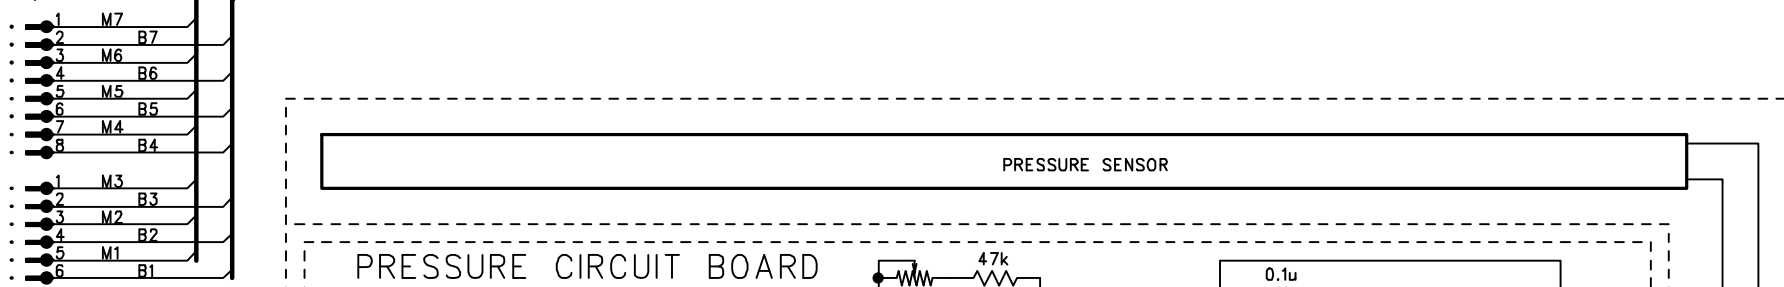 1 M7
2 B7
3 M6
4 B6
5 M5
6 B5
7 M4
8 B4
1 M3
2 B3
3 M2
4 B2
5 M1
6 B1
PRESSURE SENSOR
PRESSURE CIRCUIT BOARD
47k
0.1u